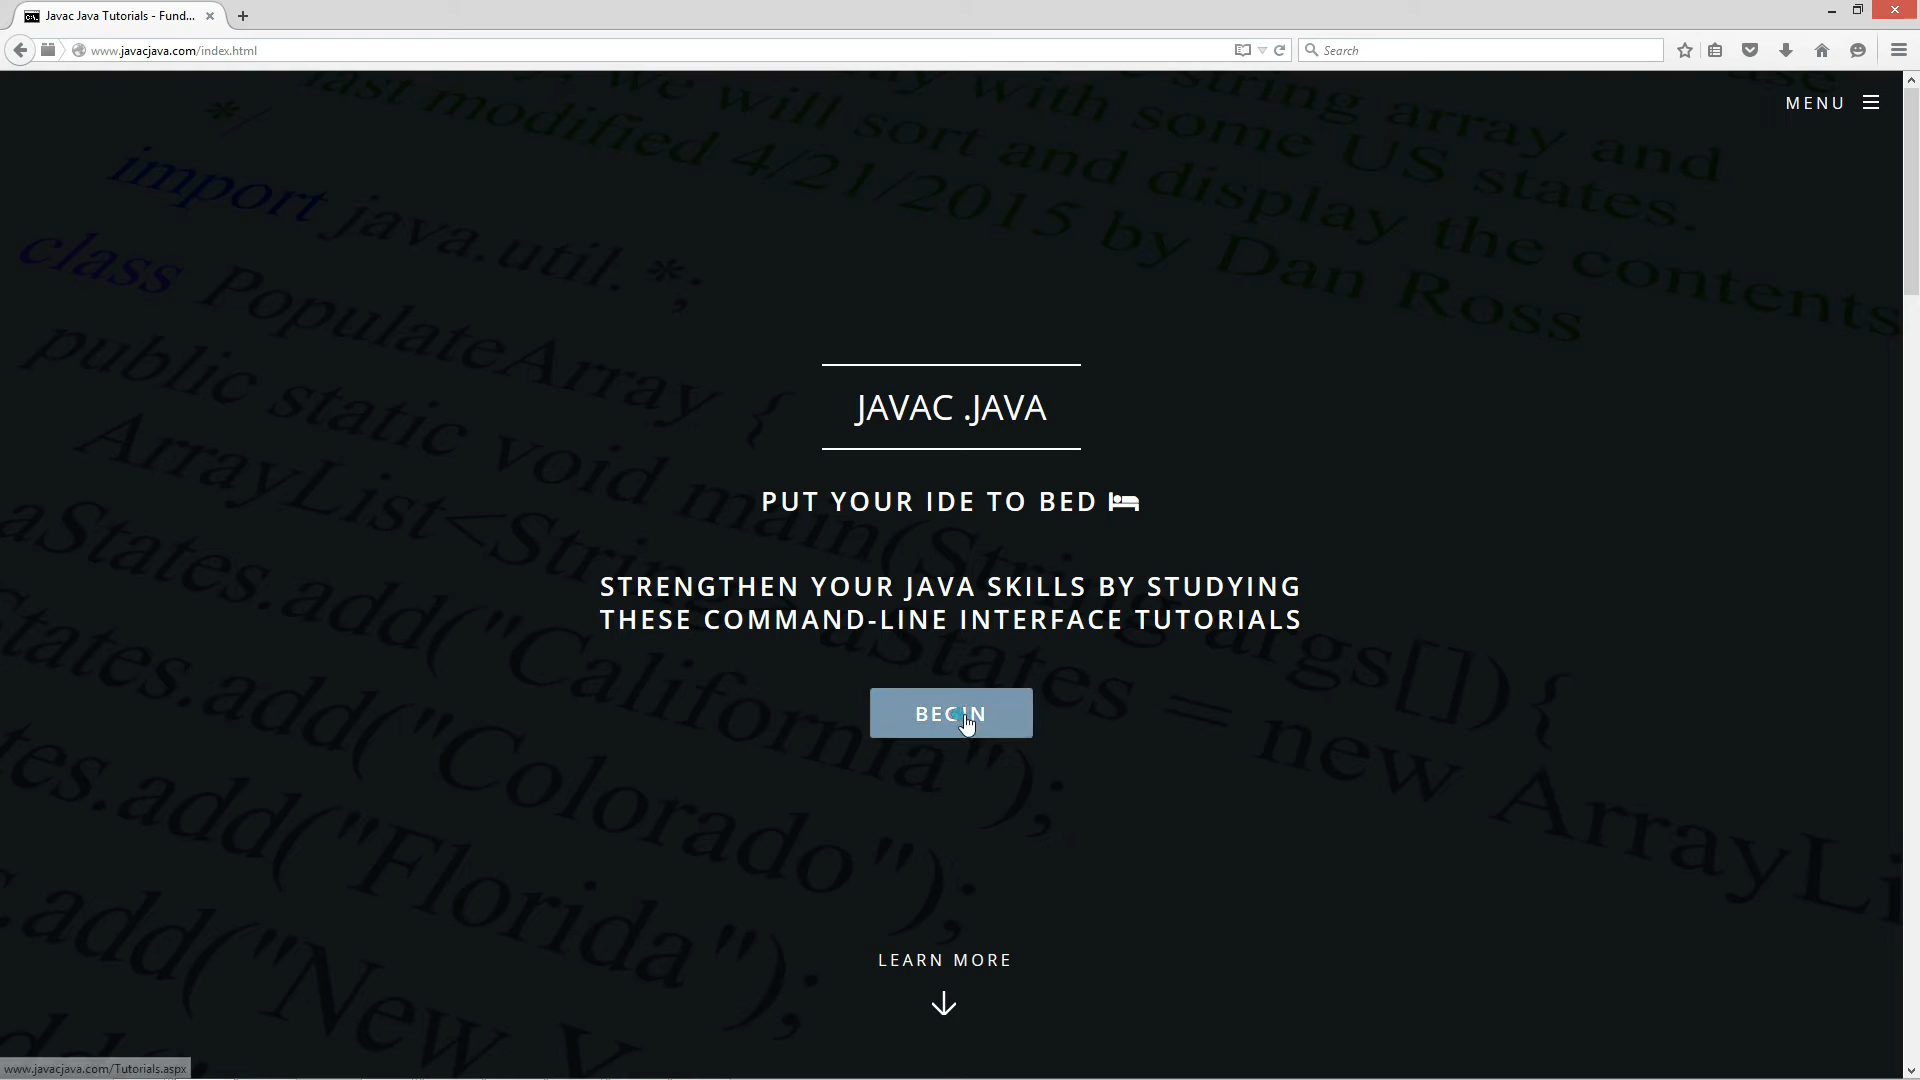 Javac Java Tutorials - Fund...
www.javacjava.com/index.html
Search
MENU
JAVAC .JAVA
PUT YOUR IDE TO BED
STRENGTHEN YOUR JAVA SKILLS BY STUDYING
THESE COMMAND-LINE INTERFACE TUTORIALS
BEGIN
LEARN MORE
we will sort and display the contents
with some US states.
string array and
last modified 4/21/2015 by Dan Ross
*/
import java.util.*;
class PopulateArray {
public static void main(String args[]){
ArrayList<String> aStates = new ArrayLi
aStates.add("California");
States.add("Colorado");
tes.add("Florida");
s.add("New Y
www.javacjava.com/Tutorials.aspx